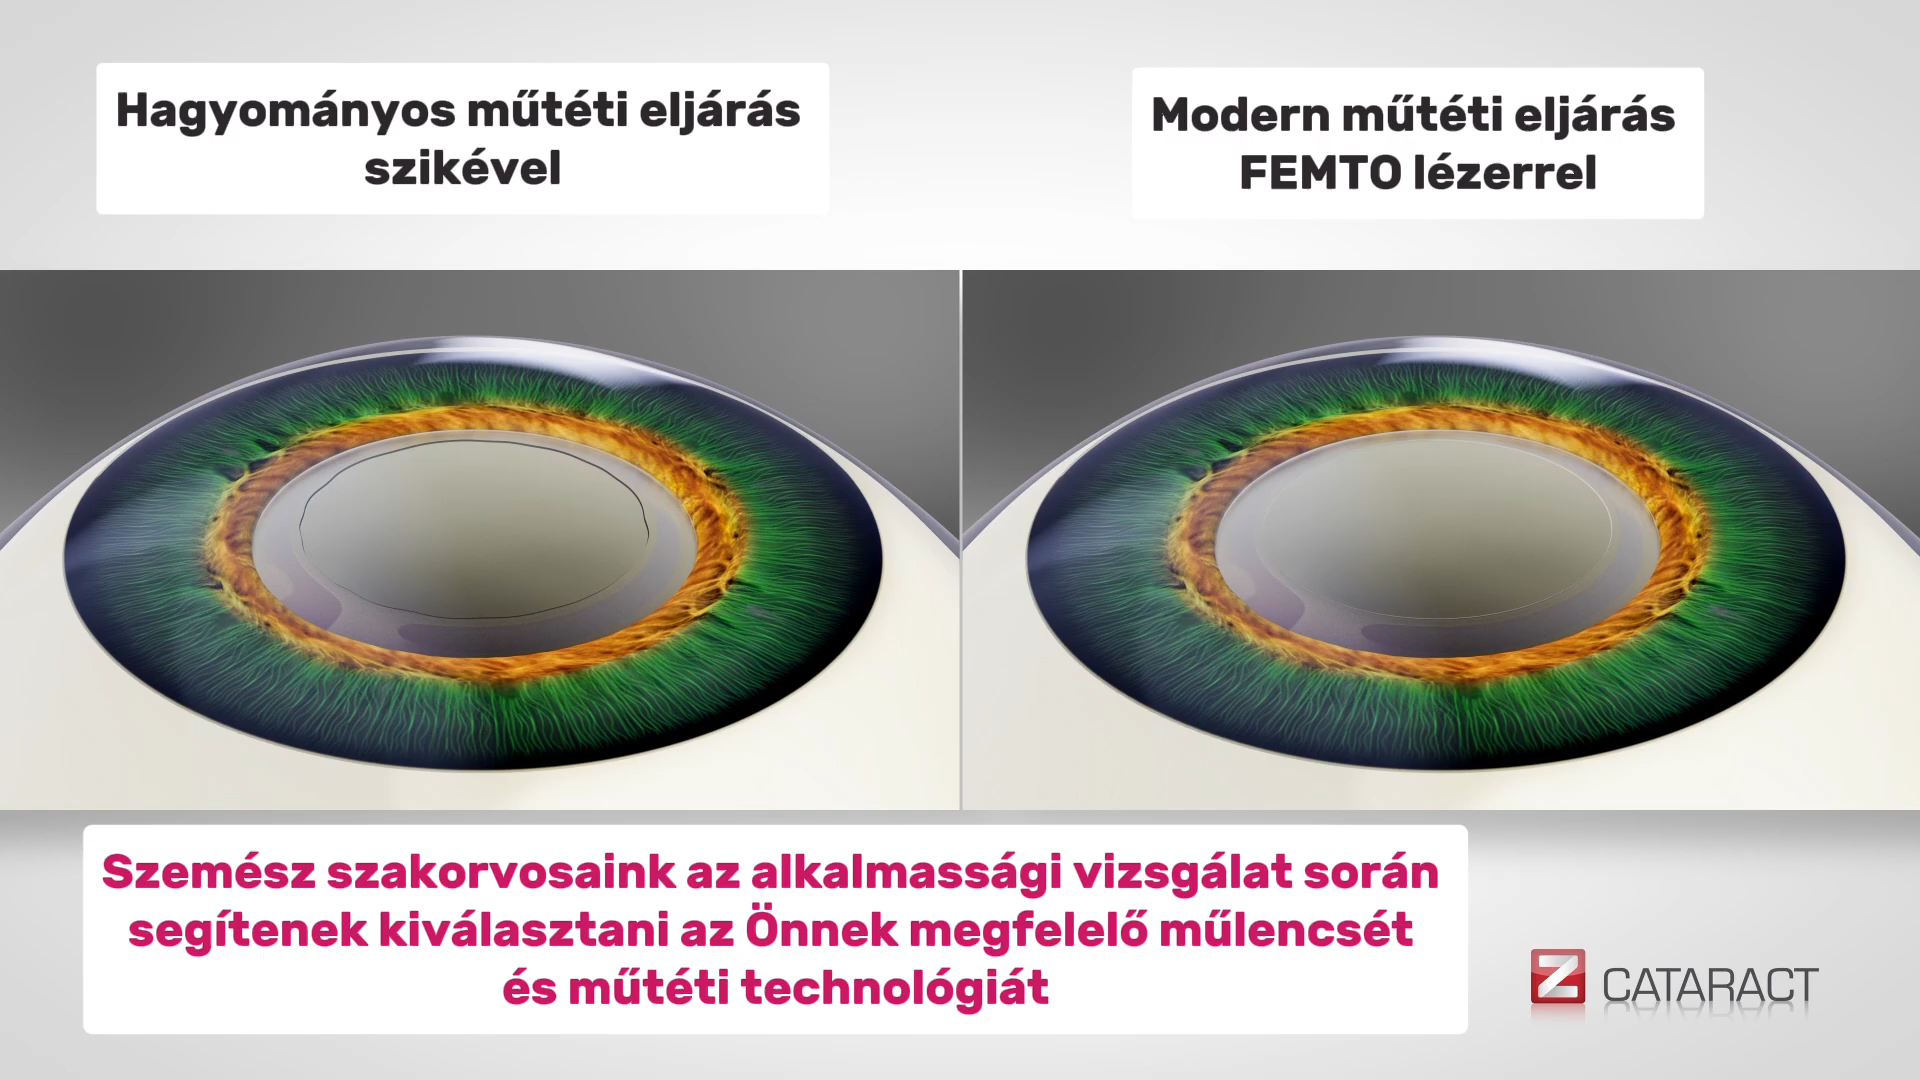 Hagyományos műtéti eljárás
szikével
Modern műtéti eljárás
FEMTO lézerrel
Szemész szakorvosaink az alkalmassági vizsgálat során
segítenek kiválasztani az Önnek megfelelő műlencsét
és műtéti technológiát
Z CATARACT